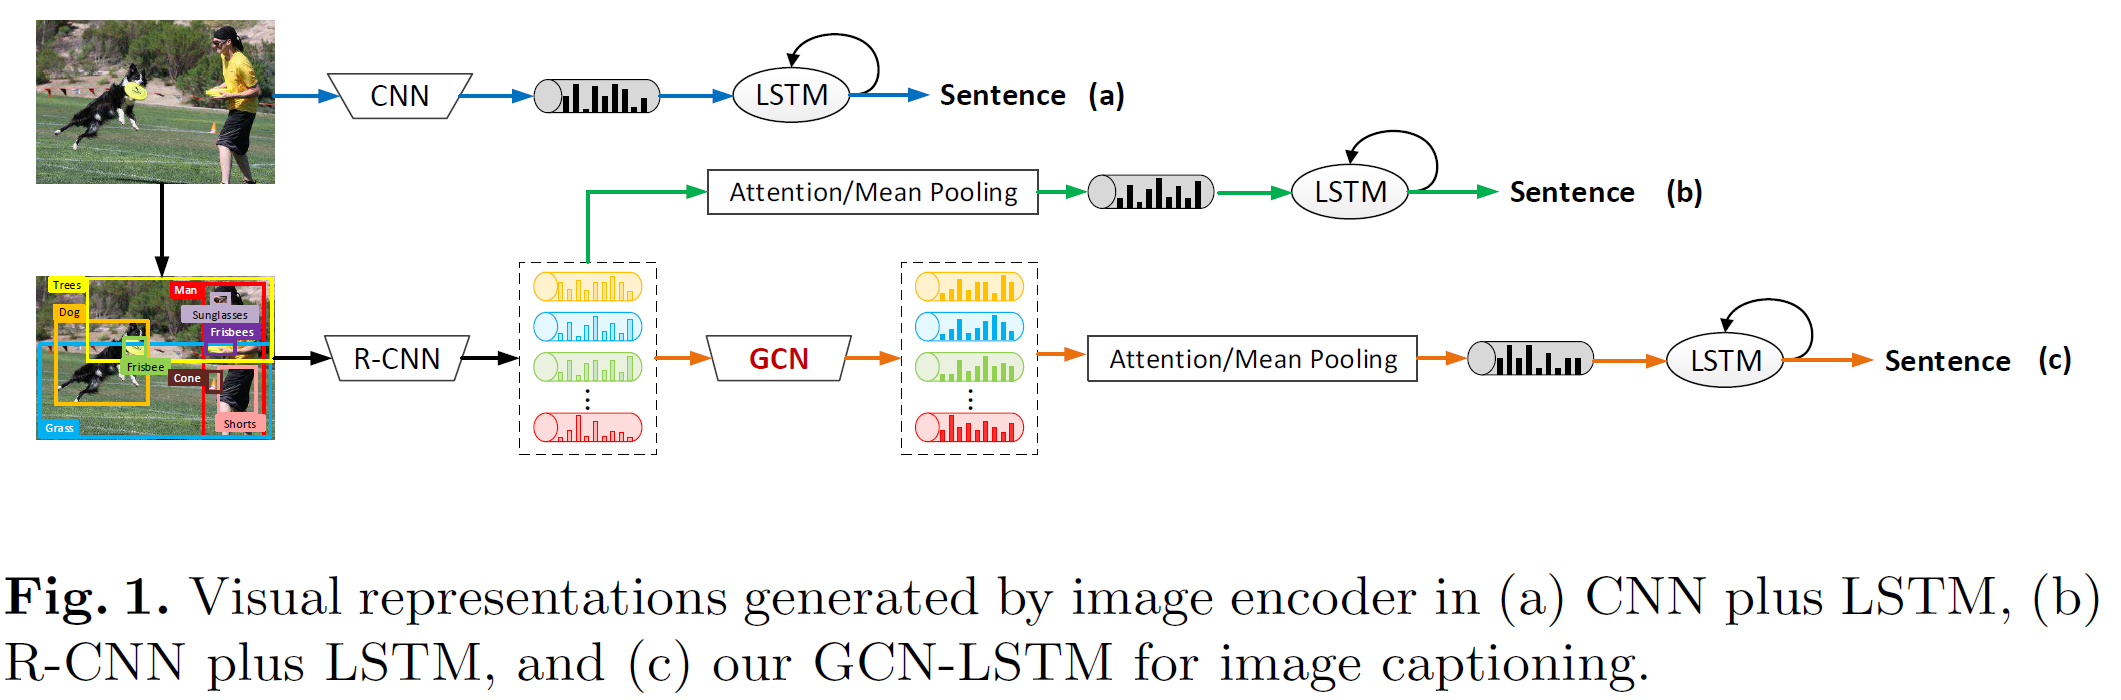 CNN
LSTM
Sentence (a)
Attention/Mean Pooling
LSTM
Sentence (b)
Trees
Man
Dog
Sunglasses
Frisbees
Frisbee
Cone
Shorts
Grass
R-CNN
GCN
Attention/Mean Pooling
LSTM
Sentence (c)
Fig. 1. Visual representations generated by image encoder in (a) CNN plus LSTM, (b)
R-CNN plus LSTM, and (c) our GCN-LSTM for image captioning.